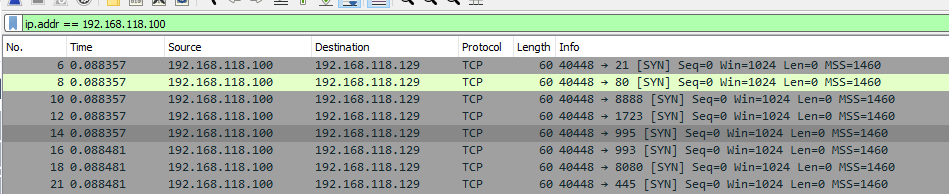 ip.addr == 192.168.118.100
No. Time Source Destination Protocol Length Info
6 0.088357 192.168.118.100 192.168.118.129 TCP 60 40448 → 21 [SYN] Seq=0 Win=1024 Len=0 MSS=1460
8 0.088357 192.168.118.100 192.168.118.129 TCP 60 40448 → 80 [SYN] Seq=0 Win=1024 Len=0 MSS=1460
10 0.088357 192.168.118.100 192.168.118.129 TCP 60 40448 → 8888 [SYN] Seq=0 Win=1024 Len=0 MSS=1460
12 0.088357 192.168.118.100 192.168.118.129 TCP 60 40448 → 1723 [SYN] Seq=0 Win=1024 Len=0 MSS=1460
14 0.088357 192.168.118.100 192.168.118.129 TCP 60 40448 → 995 [SYN] Seq=0 Win=1024 Len=0 MSS=1460
16 0.088481 192.168.118.100 192.168.118.129 TCP 60 40448 → 993 [SYN] Seq=0 Win=1024 Len=0 MSS=1460
18 0.088481 192.168.118.100 192.168.118.129 TCP 60 40448 → 8080 [SYN] Seq=0 Win=1024 Len=0 MSS=1460
21 0.088481 192.168.118.100 192.168.118.129 TCP 60 40448 → 445 [SYN] Seq=0 Win=1024 Len=0 MSS=1460